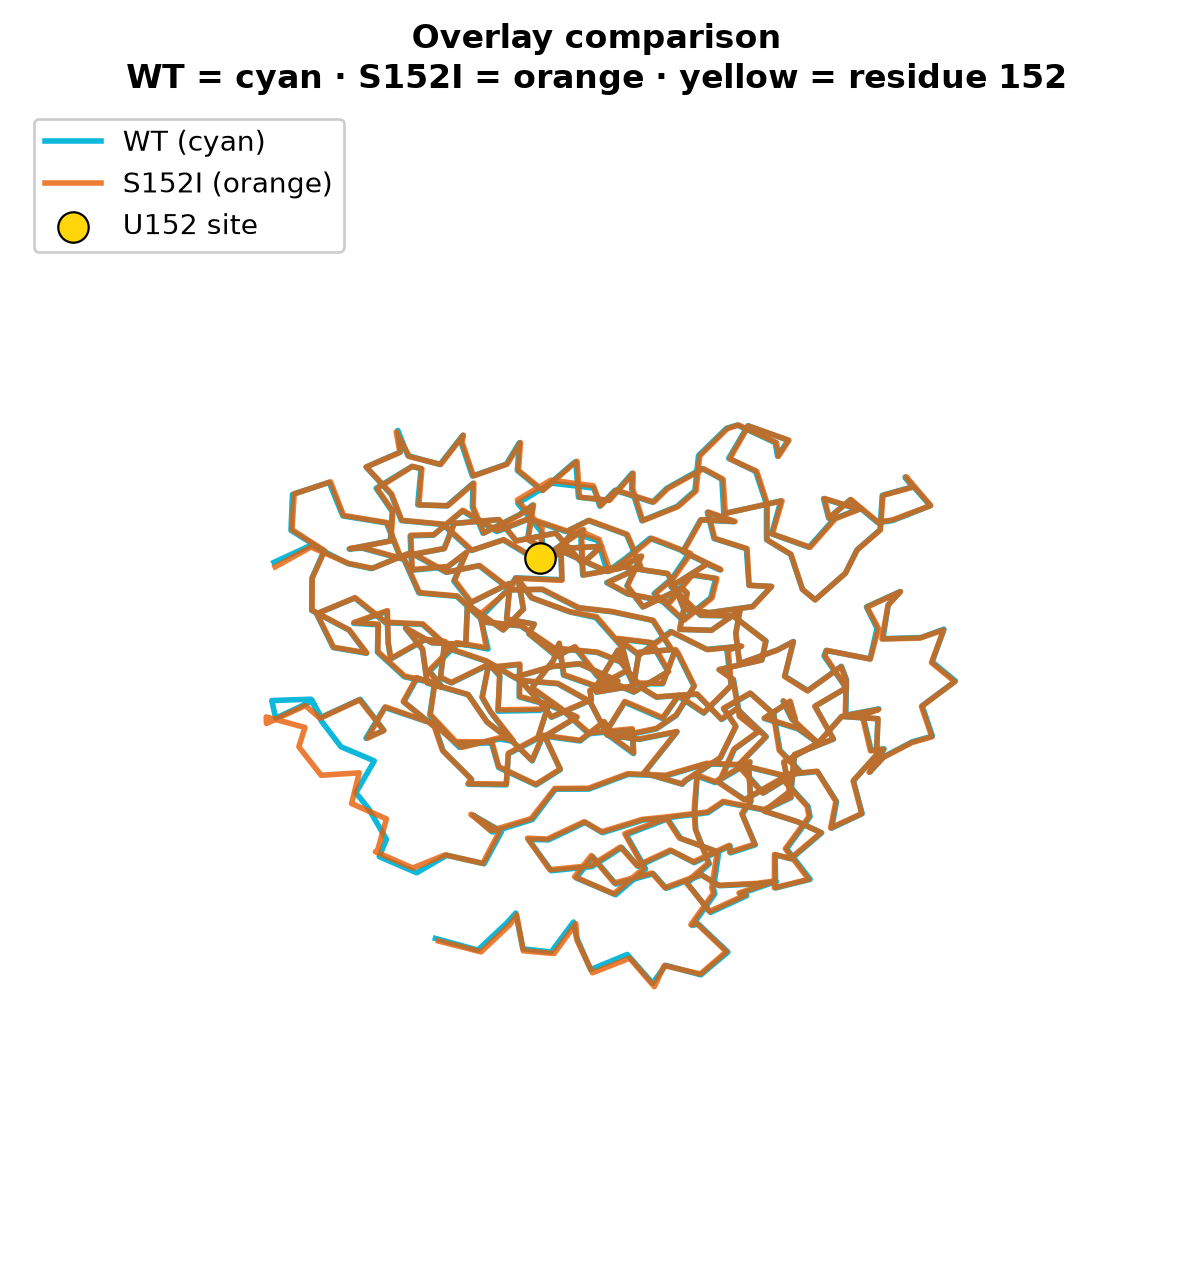 Overlay comparison
WT = cyan · S152I = orange · yellow = residue 152
WT (cyan)
S152I (orange)
U152 site